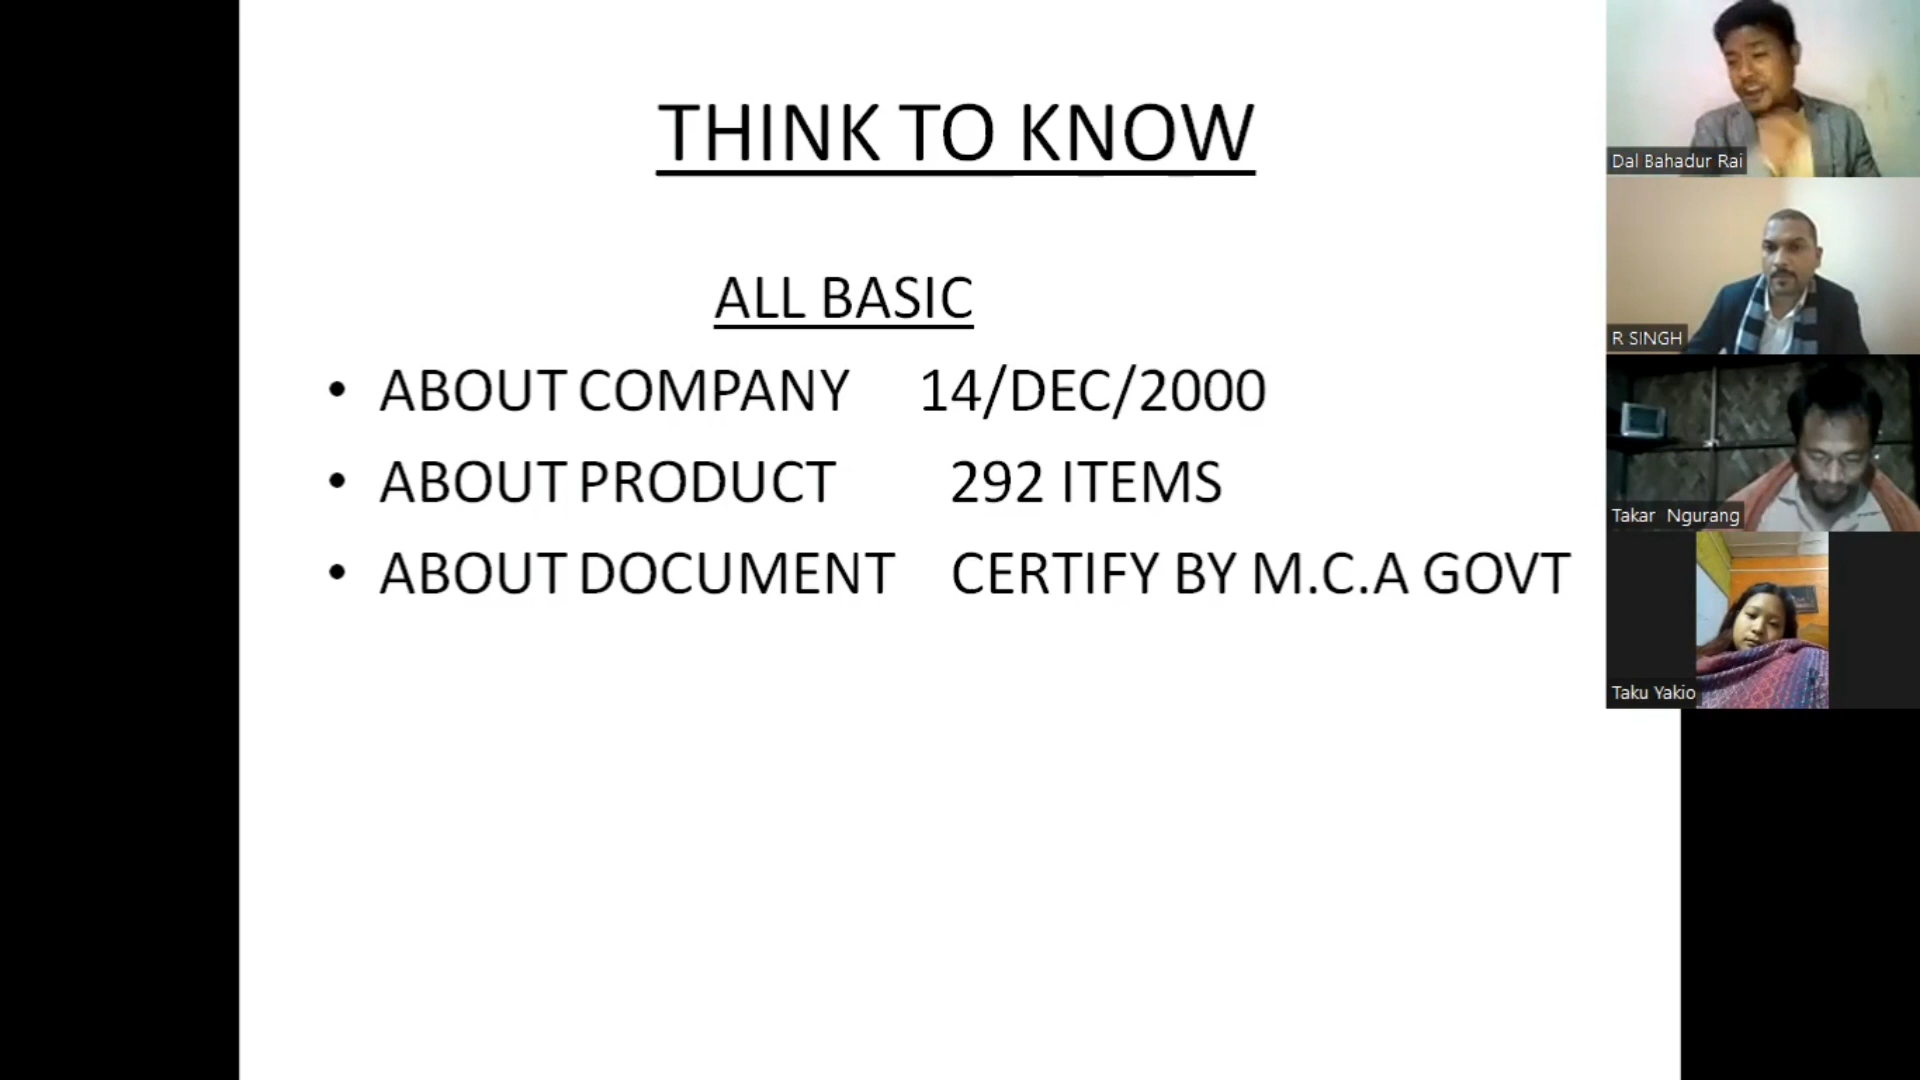 THINK TO KNOW
ALL BASIC
• ABOUT COMPANY 14/DEC/2000
• ABOUT PRODUCT 292 ITEMS
• ABOUT DOCUMENT CERTIFY BY M.C.A GOVT
Dal Bahadur Rai
R SINGH
Takar Ngurang
Taku Yakio